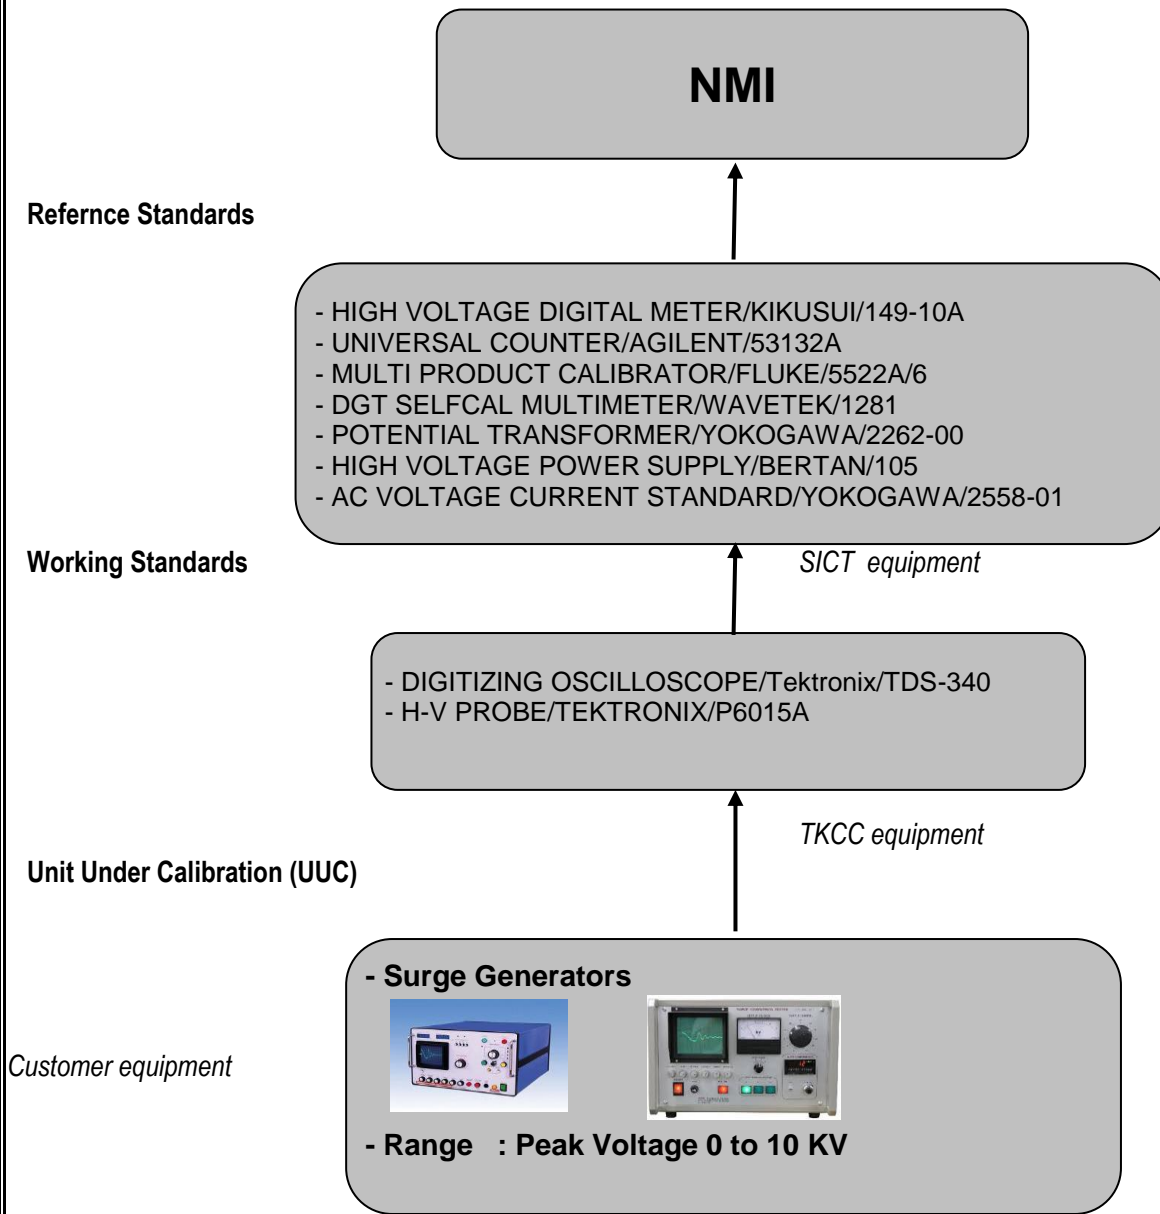 NMI
Refernce Standards
- HIGH VOLTAGE DIGITAL METER/KIKUSUI/149-10A
- UNIVERSAL COUNTER/AGILENT/53132A
- MULTI PRODUCT CALIBRATOR/FLUKE/5522A/6
- DGT SELFCAL MULTIMETER/WAVETEK/1281
- POTENTIAL TRANSFORMER/YOKOGAWA/2262-00
- HIGH VOLTAGE POWER SUPPLY/BERTAN/105
- AC VOLTAGE CURRENT STANDARD/YOKOGAWA/2558-01
Working Standards
SICT equipment
- DIGITIZING OSCILLOSCOPE/Tektronix/TDS-340
- H-V PROBE/TEKTRONIX/P6015A
TKCC equipment
Unit Under Calibration (UUC)
- Surge Generators
Customer equipment
- Range : Peak Voltage 0 to 10 KV